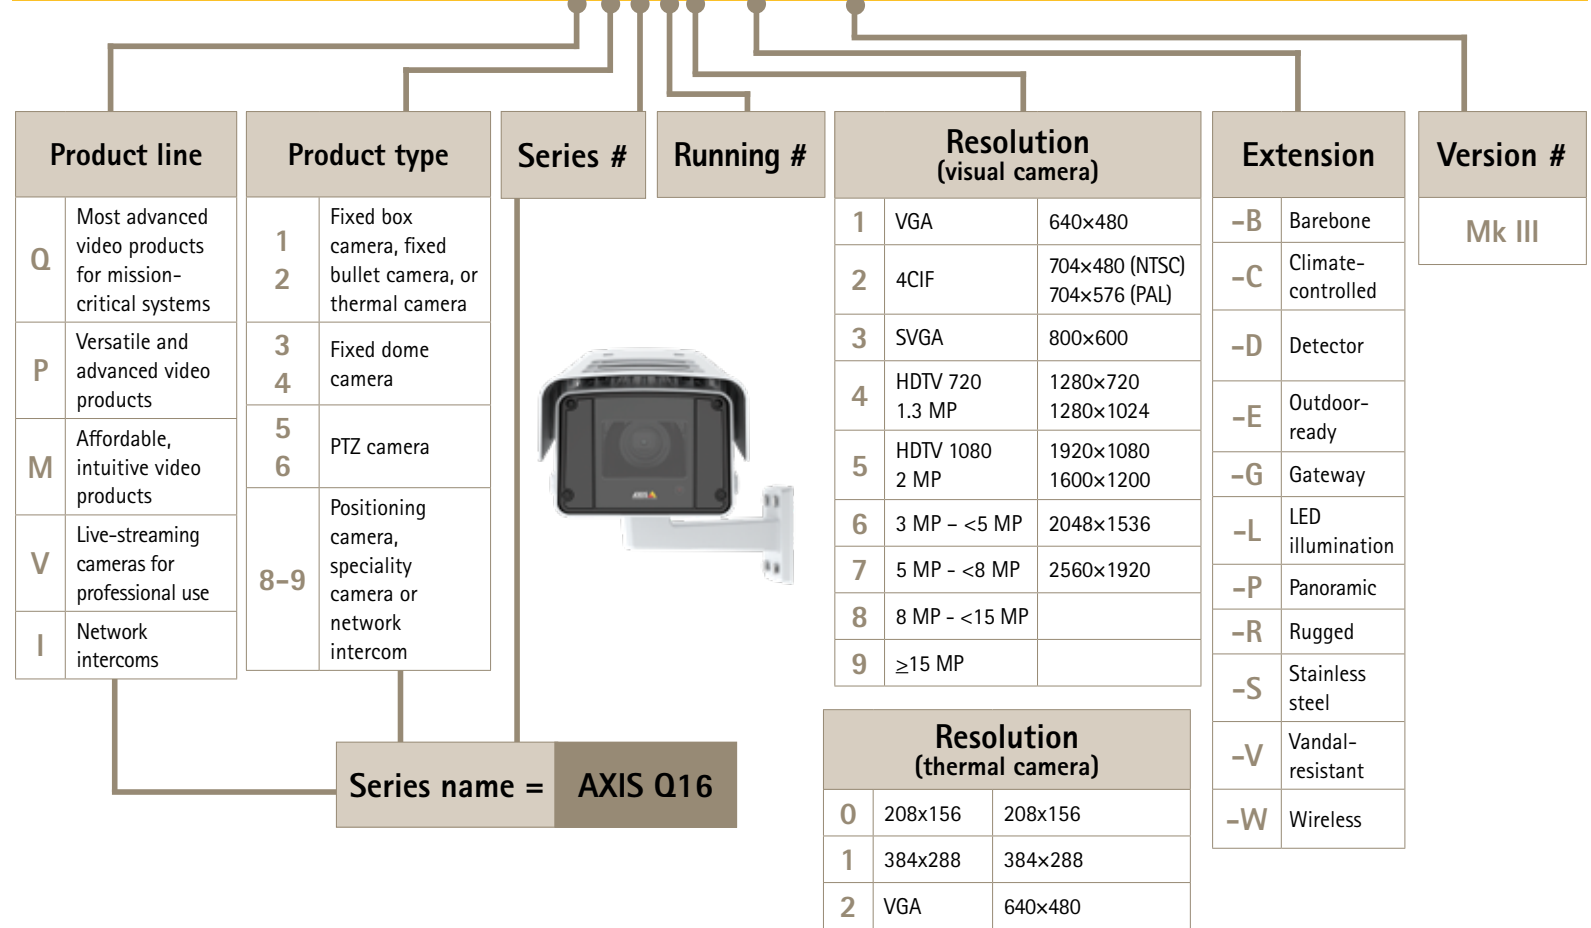 Product line
Q
Most advanced
video products
for mission-
critical systems
P
Versatile and
advanced video
products
M
Affordable,
intuitive video
products
V
Live-streaming
cameras for
professional use
I
Network
intercoms
Product type
1
2
Fixed box
camera, fixed
bullet camera, or
thermal camera
3
4
Fixed dome
camera
5
6
PTZ camera
8-9
Positioning
camera,
speciality
camera or
network
intercom
Series #
Running #
AXIS
Series name = AXIS Q16
Resolution
(visual camera)
1 VGA 640×480
2 4CIF 704×480 (NTSC)
704×576 (PAL)
3 SVGA 800×600
4 HDTV 720 1280×720
1.3 MP 1280×1024
5 HDTV 1080 1920×1080
2 MP 1600×1200
6 3 MP - <5 MP 2048×1536
7 5 MP - <8 MP 2560×1920
8 8 MP - <15 MP
9 ≥15 MP
Resolution
(thermal camera)
0 208x156 208x156
1 384x288 384×288
2 VGA 640×480
Extension
-B Barebone
-C Climate-
controlled
-D Detector
-E Outdoor-
ready
-G Gateway
-L LED
illumination
-P Panoramic
-R Rugged
-S Stainless
steel
-V Vandal-
resistant
-W Wireless
Version #
Mk III